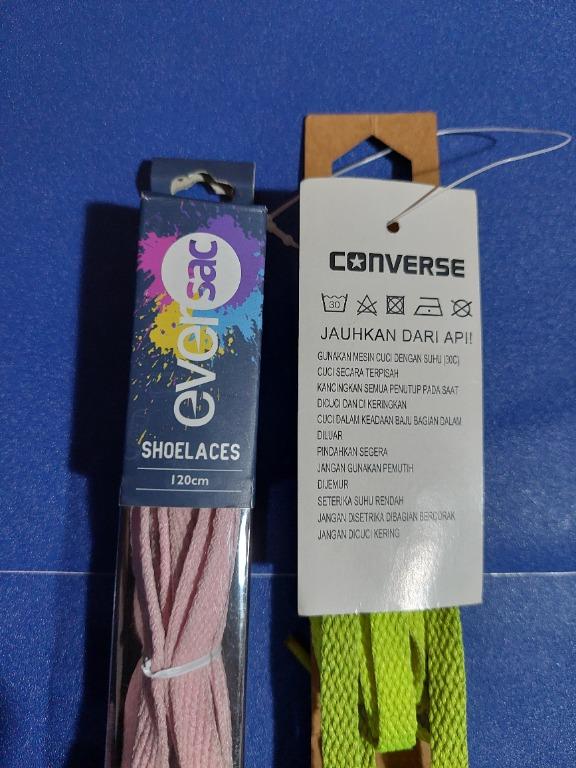 eversac
SHOELACES
120cm
CONVERSE
30
JAUHKAN DARI API!
GUNAKAN MESIN CUCI DENGAN SUHU (30C)
CUCI SECARA TERPISAH
KANCINGKAN SEMUA PENUTUP PADA SAAT
DICUCI DAN DI KERINGKAN
CUCI DALAM KEADAAN BAJU BAGIAN DALAM
DILUAR
PINDAHKAN SEGERA
JANGAN GUNAKAN PEMUTIH
DIJEMUR
SETERIKA SUHU RENDAH
JANGAN DISETRIKA DIBAGIAN BERCORAK
JANGAN DICUCI KERING